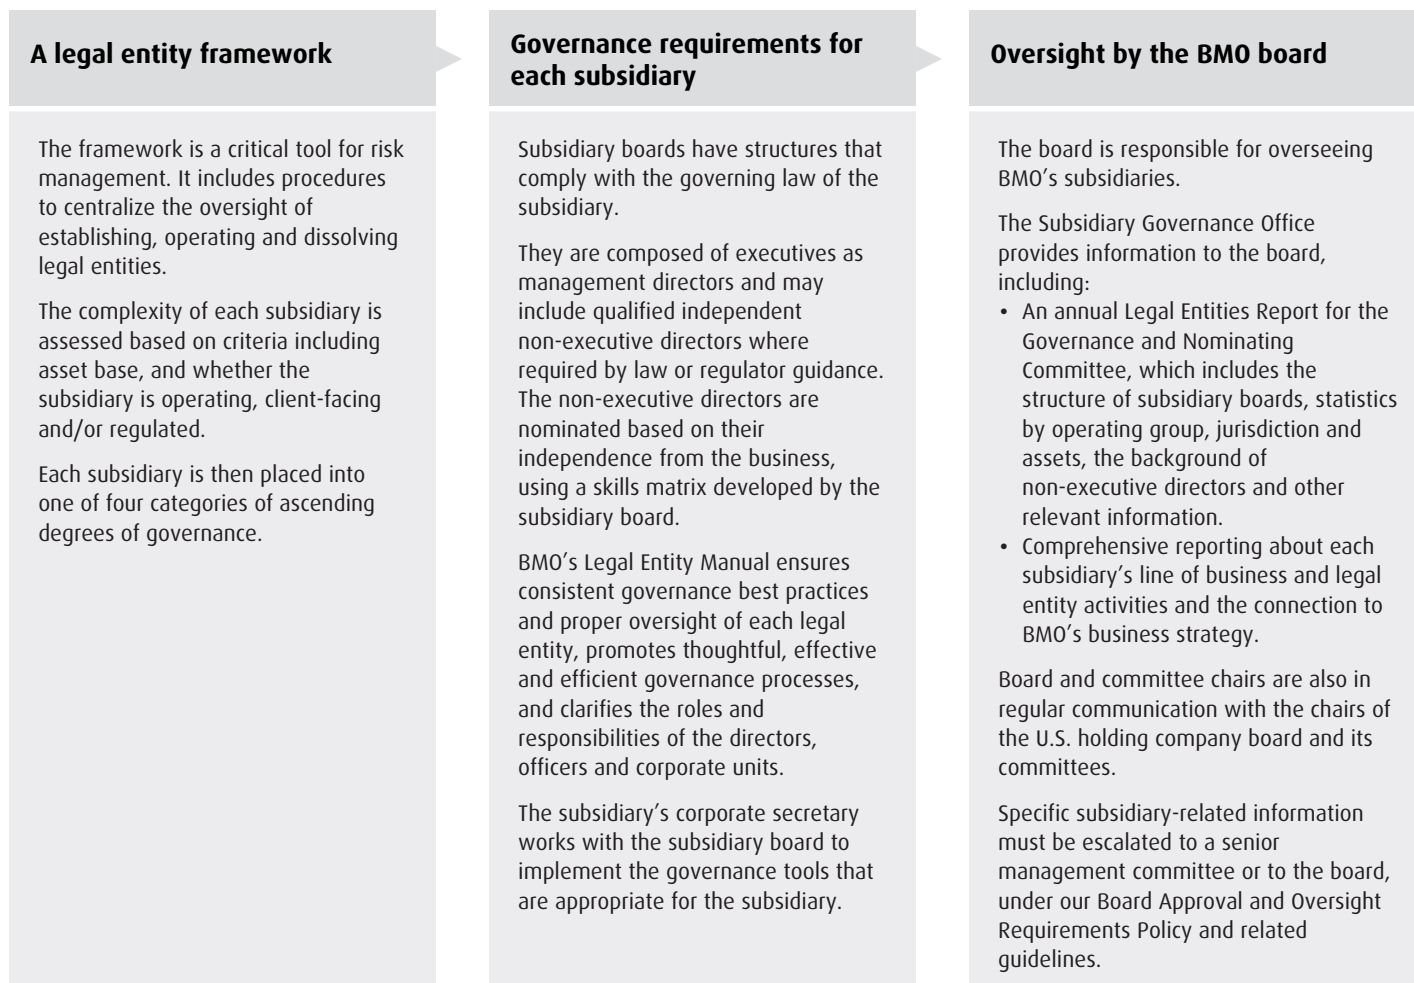 A legal entity framework
The framework is a critical tool for risk
management. It includes procedures
to centralize the oversight of
establishing, operating and dissolving
legal entities.
The complexity of each subsidiary is
assessed based on criteria including
asset base, and whether the
subsidiary is operating, client-facing
and/or regulated.
Each subsidiary is then placed into
one of four categories of ascending
degrees of governance.
Governance requirements for
each subsidiary
Subsidiary boards have structures that
comply with the governing law of the
subsidiary.
They are composed of executives as
management directors and may
include qualified independent
non-executive directors where
required by law or regulator guidance.
The non-executive directors are
nominated based on their
independence from the business,
using a skills matrix developed by the
subsidiary board.
BMO’s Legal Entity Manual ensures
consistent governance best practices
and proper oversight of each legal
entity, promotes thoughtful, effective
and efficient governance processes,
and clarifies the roles and
responsibilities of the directors,
officers and corporate units.
The subsidiary’s corporate secretary
works with the subsidiary board to
implement the governance tools that
are appropriate for the subsidiary.
Oversight by the BMO board
The board is responsible for overseeing
BMO’s subsidiaries.
The Subsidiary Governance Office
provides information to the board,
including:
• An annual Legal Entities Report for the
Governance and Nominating
Committee, which includes the
structure of subsidiary boards, statistics
by operating group, jurisdiction and
assets, the background of
non-executive directors and other
relevant information.
• Comprehensive reporting about each
subsidiary’s line of business and legal
entity activities and the connection to
BMO’s business strategy.
Board and committee chairs are also in
regular communication with the chairs of
the U.S. holding company board and its
committees.
Specific subsidiary-related information
must be escalated to a senior
management committee or to the board,
under our Board Approval and Oversight
Requirements Policy and related
guidelines.